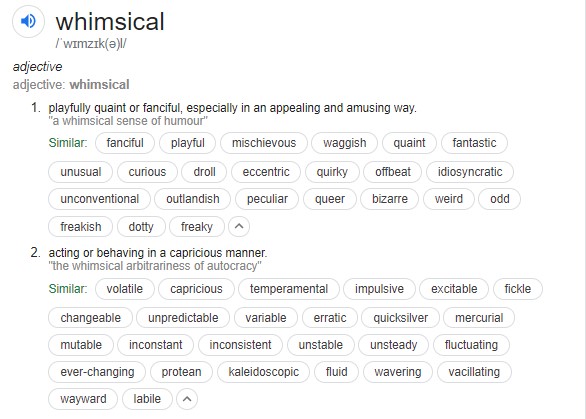 whimsical
/ˈwɪmzɪk(ə)l/
adjective
adjective: whimsical
1. playfully quaint or fanciful, especially in an appealing and amusing way.
"a whimsical sense of humour"
Similar: fanciful playful mischievous waggish quaint fantastic
unusual curious droll eccentric quirky offbeat idiosyncratic
unconventional outlandish peculiar queer bizarre weird odd
freakish dotty freaky
2. acting or behaving in a capricious manner.
"the whimsical arbitrariness of autocracy"
Similar: volatile capricious temperamental impulsive excitable fickle
changeable unpredictable variable erratic quicksilver mercurial
mutable inconstant inconsistent unstable unsteady fluctuating
ever-changing protean kaleidoscopic fluid wavering vacillating
wayward labile